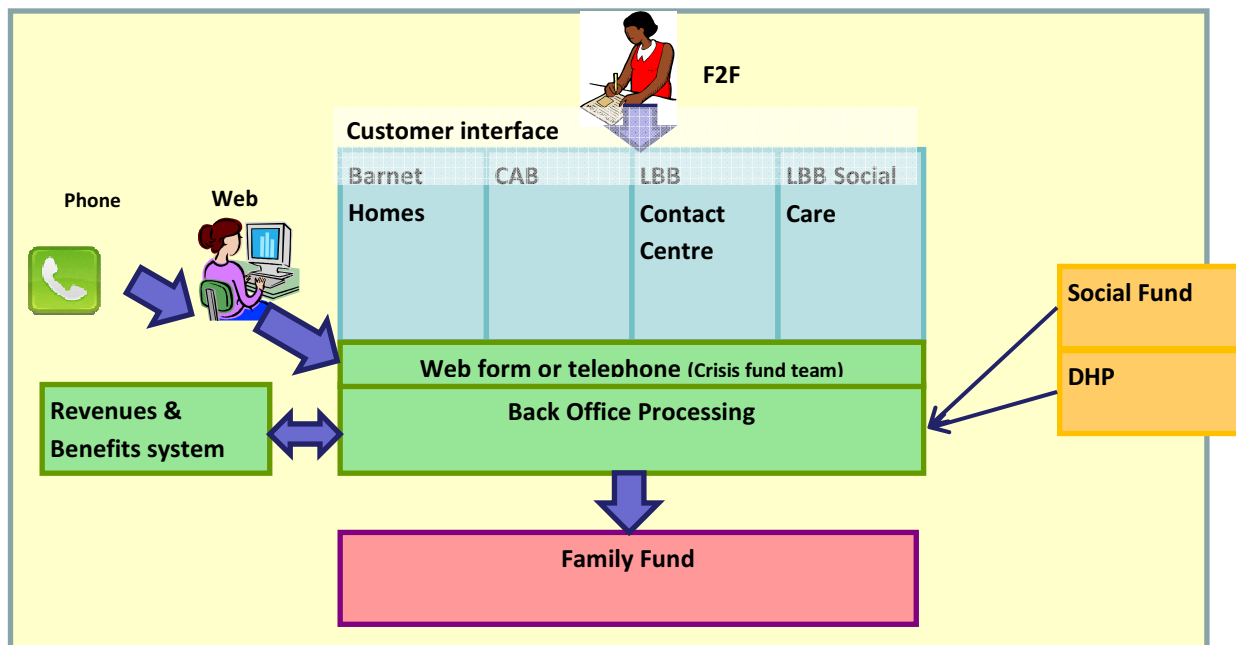 F2F
Customer interface
Barnet
Homes
CAB
LBB
Contact
Centre
LBB Social
Care
Phone
Web
Social Fund
DHP
Web form or telephone (Crisis fund team)
Revenues &
Benefits system
Back Office Processing
Family Fund